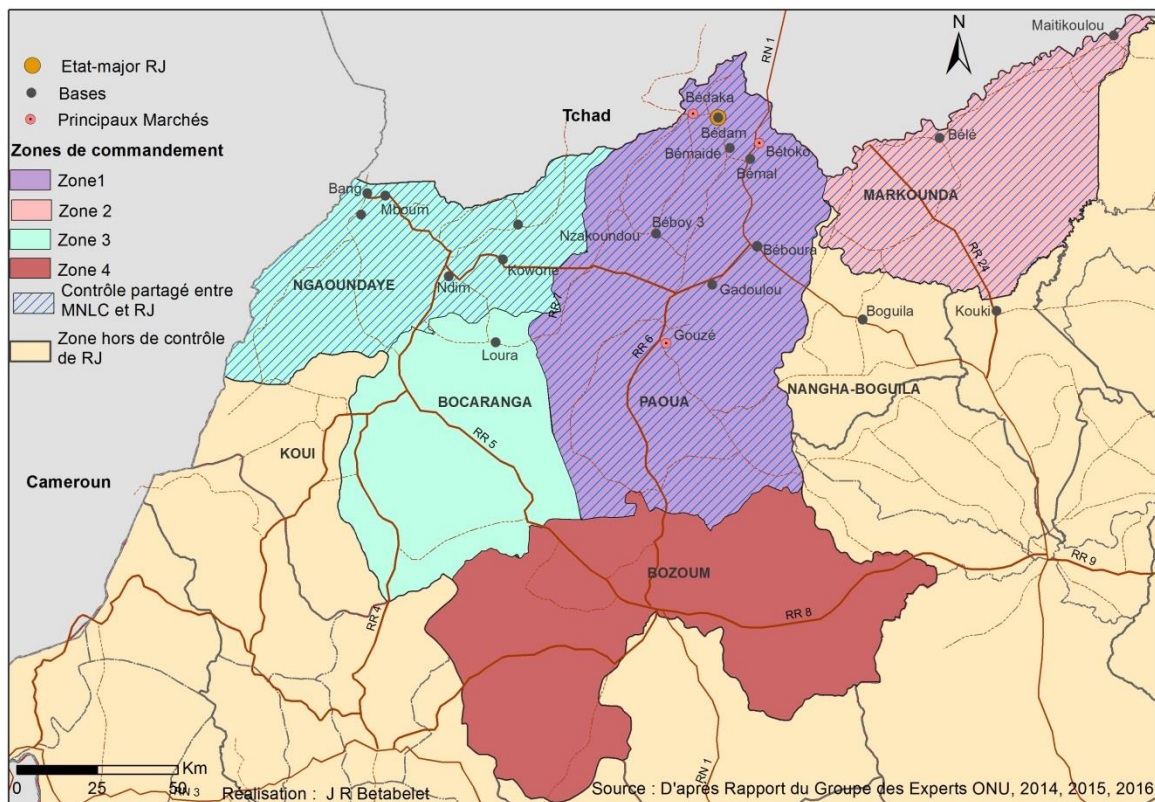 Etat-major RJ
Bases
Principaux Marchés
Zones de commandement
Zone1
Zone 2
Zone 3
Zone 4
Contrôle partagé entre
MNLC et RJ
Zone hors de contrôle
de RJ
N
Maitikoulou
RN 1
Tchad
Bédaka
Bédam
Bémaidé
Bétoko
Bémal
Bélé
MARKOUNDA
Bang
Mboum
Nzakoundou
Béboy 3
Béboura
RR 24
Kowone
NGAOUNDAYE
Ndim
Gadoulou
Boguila
Kouki
Loura
RR 6
Gouzé
BOCARANGA
PAOUA
NANGHA-BOGUILA
KOUI
RR 5
Cameroun
BOZOUM
RR 9
RR 4
RR 8
RN 1
Km
0 25 50
RN 3
Réalisation : J R Betabelet
Source : D'après Rapport du Groupe des Experts ONU, 2014, 2015, 2016